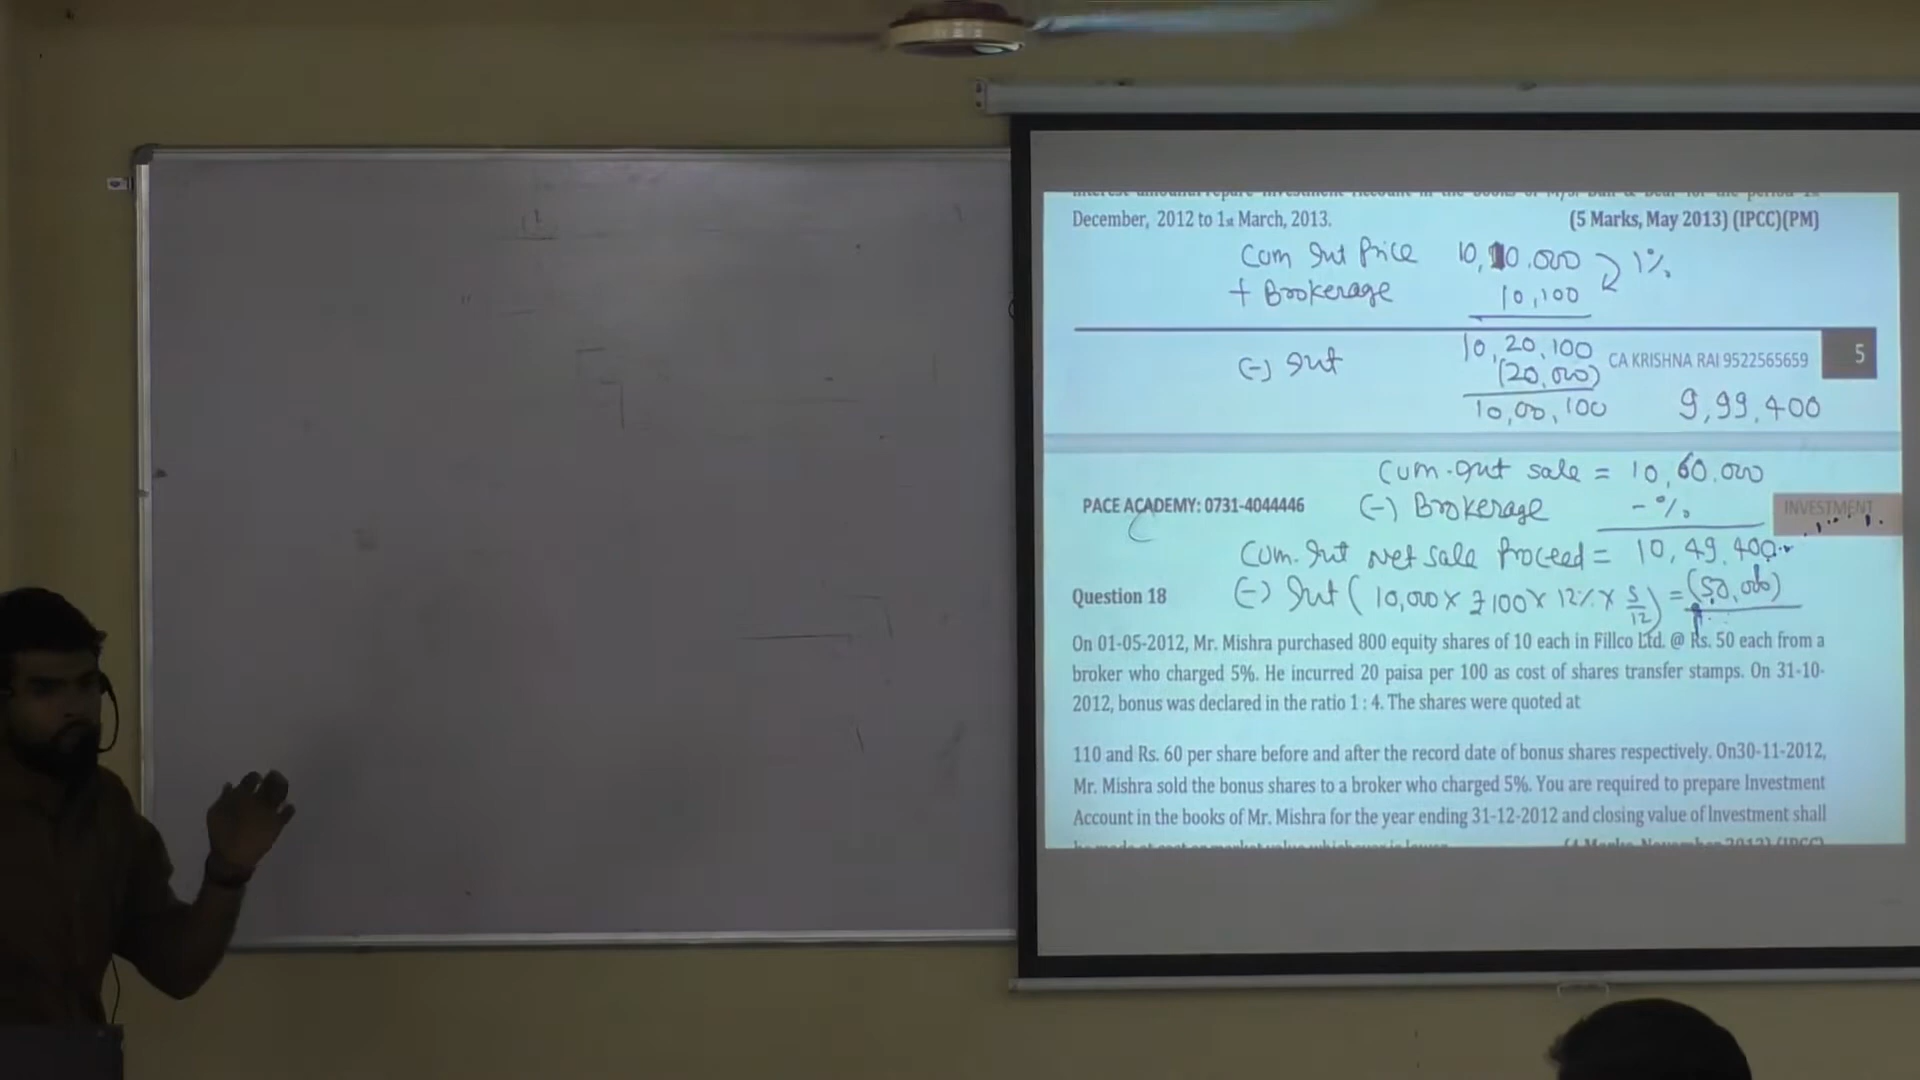 December, 2012 to 1st March, 2013. (5 Marks, May 2013) (IPCC)(PM)
Cum Int Price 10,10,000 1%
+ Brokerage 10,100
10,20,100 CA KRISHNA RAI 9522565659 5
(-) Int (20,000)
10,00,100 9,99,400
Cum. Int sale = 10,60,000
PACE ACADEMY: 0731-4044446 (-) Brokerage - % INVESTMENT
Cum. Int Net Sale Proceed = 10,49,400
Question 18 (-) Int ( 10,000 x ₹ 100 x 12% x 5/12 ) = (50,000)
On 01-05-2012, Mr. Mishra purchased 800 equity shares of 10 each in Fillco Ltd. @ Rs. 50 each from a
broker who charged 5%. He incurred 20 paisa per 100 as cost of shares transfer stamps. On 31-10-
2012, bonus was declared in the ratio 1 : 4. The shares were quoted at
110 and Rs. 60 per share before and after the record date of bonus shares respectively. On30-11-2012,
Mr. Mishra sold the bonus shares to a broker who charged 5%. You are required to prepare Investment
Account in the books of Mr. Mishra for the year ending 31-12-2012 and closing value of Investment shall